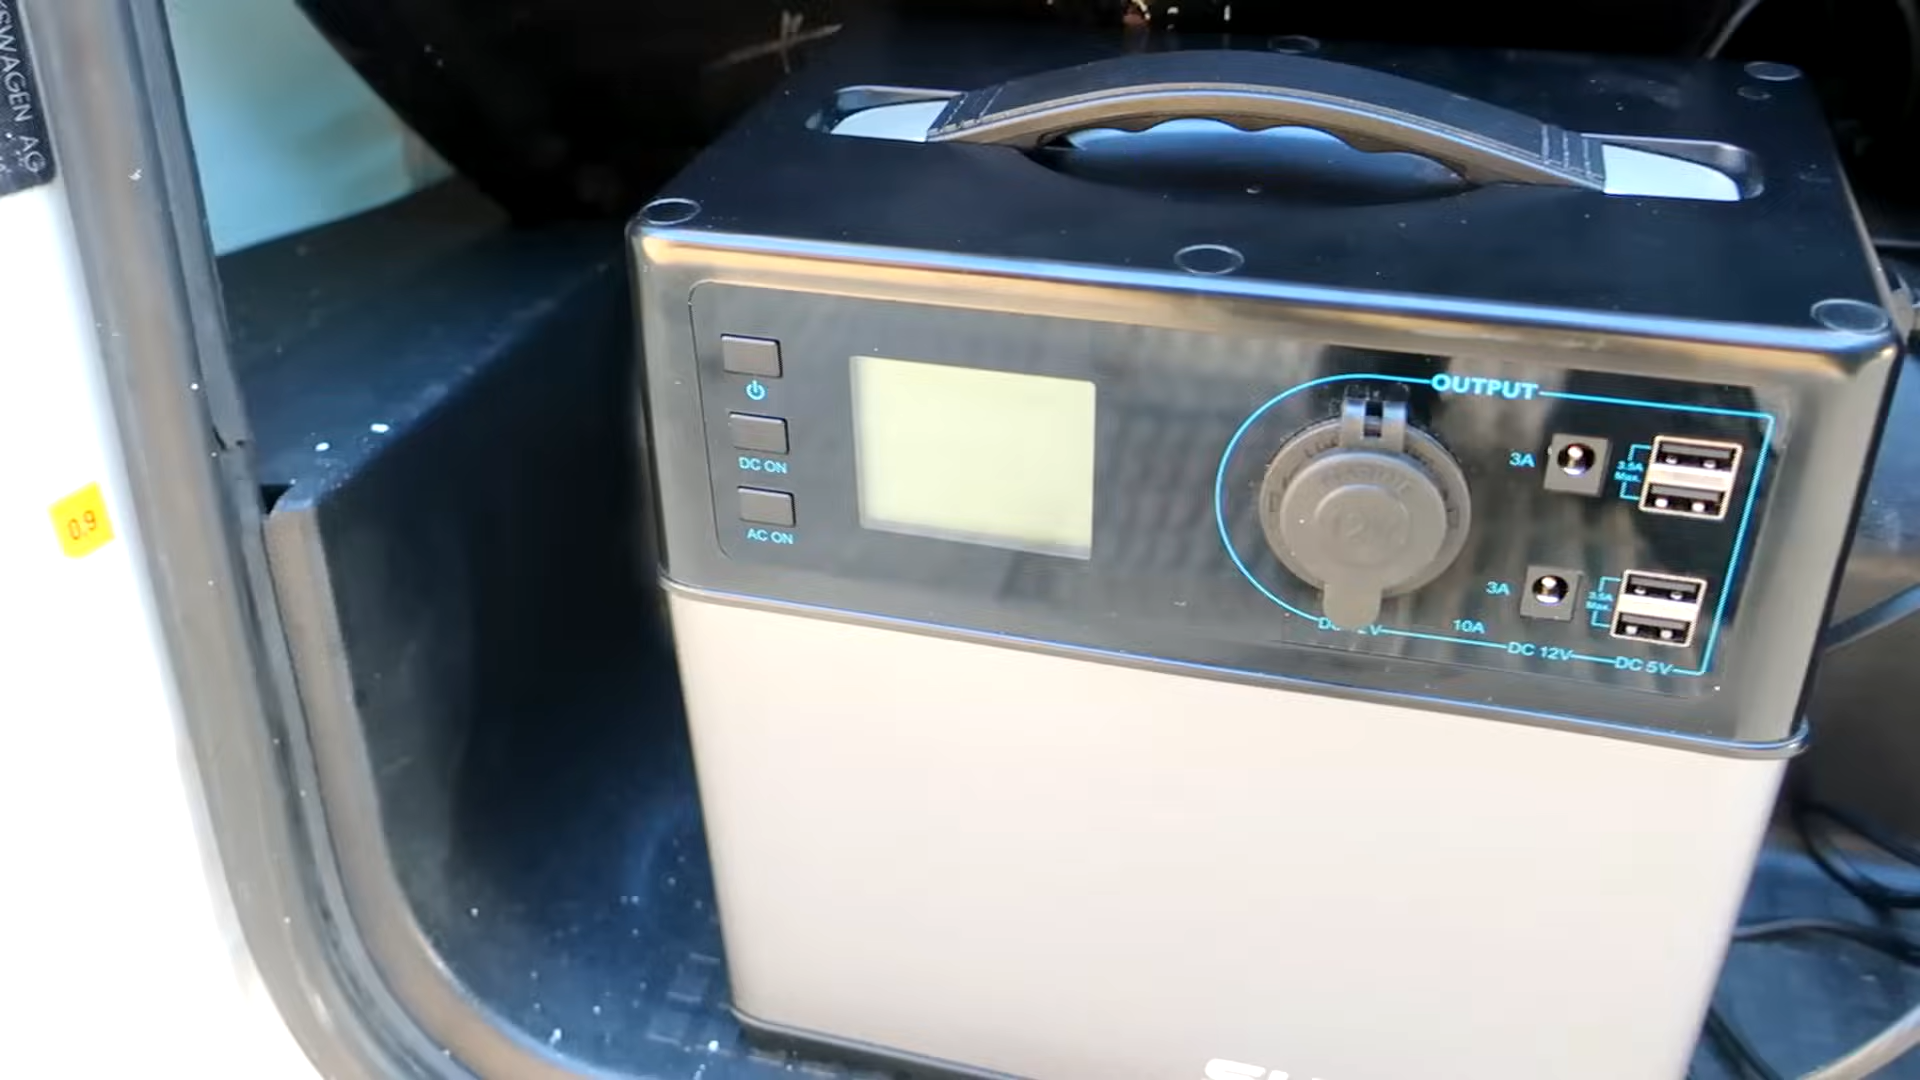 KSWAGEN AG
0.9
OUTPUT
3A
3.5A
Max.
DC ON
AC ON
3A
3.5A
Max.
10A
DC 12V
DC 5V